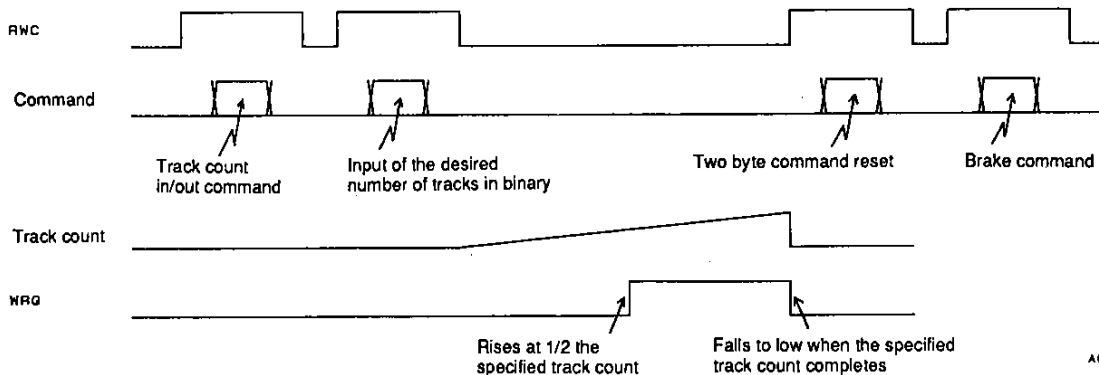 RWC
Command
Track count
in/out command
Input of the desired
number of tracks in binary
Two byte command reset
Brake command
Track count
WRQ
Rises at 1/2 the
specified track count
Falls to low when the specified
track count completes